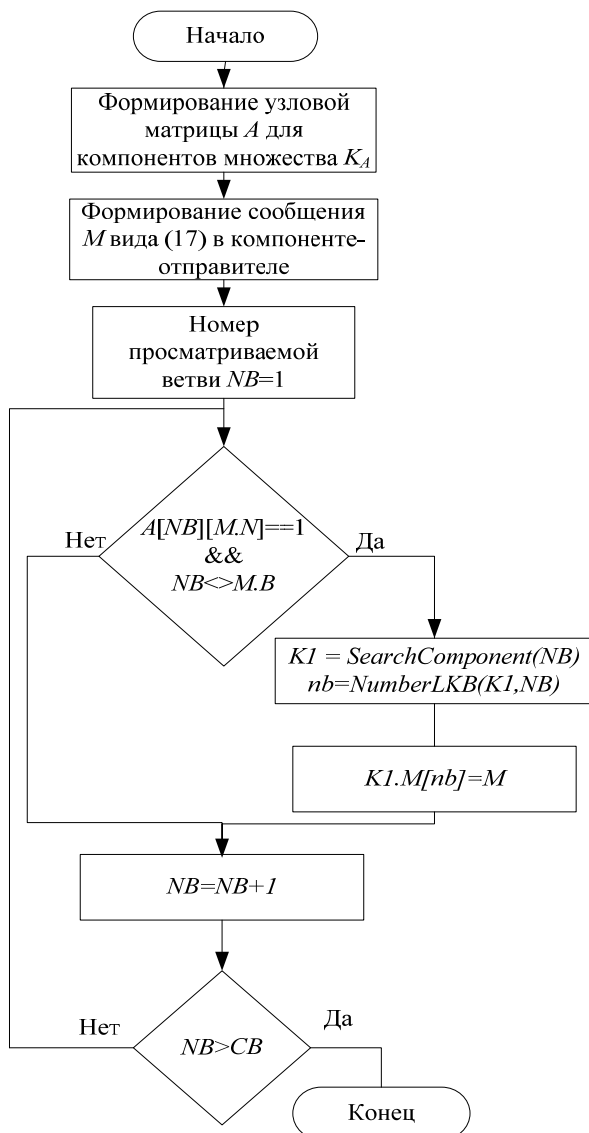 Начало
Формирование узловой
матрицы A для
компонентов множества K_A
Формирование сообщения
M вида (17) в компоненте-
отправителе
Номер
просматриваемой
ветви NB=1
A[NB][M.N]==1
&&
NB<>M.B
Нет
Да
K1 = SearchComponent(NB)
nb=NumberLKB(K1,NB)
K1.M[nb]=M
NB=NB+1
Нет
NB>CB
Да
Конец